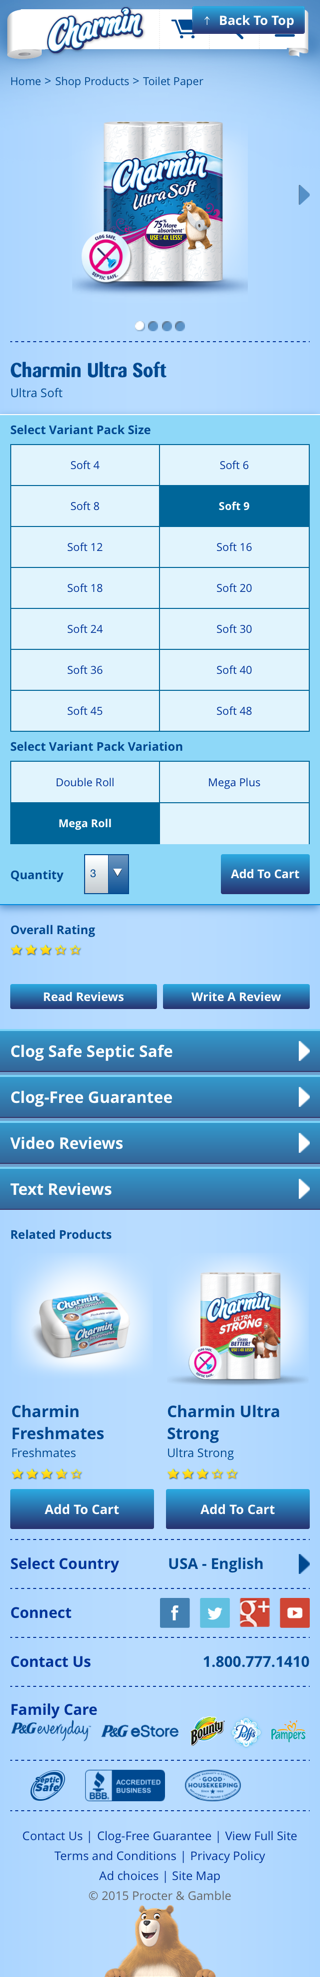 Charmin
↑ Back To Top
Home > Shop Products > Toilet Paper
Charmin
Ultra Soft
75% More
absorbent
USE UP TO 4X LESS!
CLOG SAFE.
SEPTIC SAFE.
Charmin Ultra Soft
Ultra Soft
Select Variant Pack Size
Soft 4 Soft 6
Soft 8 Soft 9
Soft 12 Soft 16
Soft 18 Soft 20
Soft 24 Soft 30
Soft 36 Soft 40
Soft 45 Soft 48
Select Variant Pack Variation
Double Roll Mega Plus
Mega Roll
Quantity 3 Add To Cart
Overall Rating
Read Reviews Write A Review
Clog Safe Septic Safe
Clog-Free Guarantee
Video Reviews
Text Reviews
Related Products
Charmin
Charmin
Charmin
ULTRA
STRONG
Charmin Freshmates
Freshmates
Add To Cart
Charmin Ultra Strong
Ultra Strong
Add To Cart
Select Country USA - English
Connect f g+ YouTube
Contact Us 1.800.777.1410
Family Care
P&G everyday P&G eStore Bounty Puffs Pampers
Septic Safe BBB. ACCREDITED BUSINESS GOOD HOUSEKEEPING
Contact Us | Clog-Free Guarantee | View Full Site
Terms and Conditions | Privacy Policy
Ad choices | Site Map
© 2015 Procter & Gamble